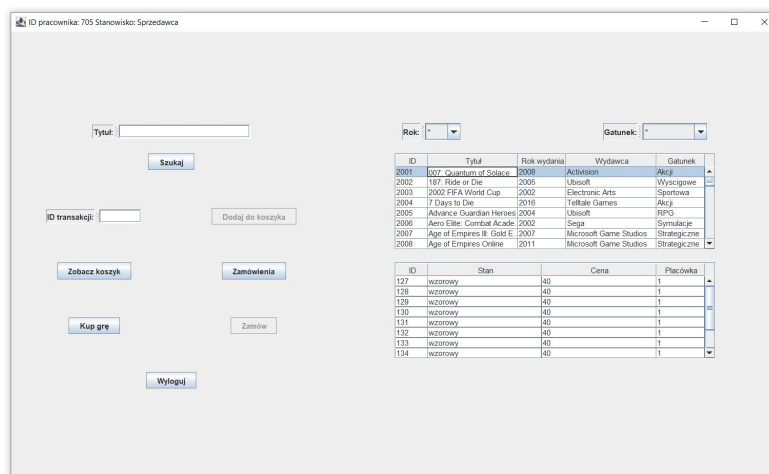 ID pracownika: 705 Stanowisko: Sprzedawca
Tytuł:
Rok: *
Gatunek: *
Szukaj
ID transakcji:
Dodaj do koszyka
Zobacz koszyk
Zamówienia
Kup grę
Zamów
Wyloguj
ID Tytuł Rok wydania Wydawca Gatunek
2001 007: Quantum of Solace 2008 Activision Akcji
2002 187: Ride or Die 2005 Ubisoft Wyscigowe
2003 2002 FIFA World Cup 2002 Electronic Arts Sportowa
2004 7 Days to Die 2016 Telltale Games Akcji
2005 Advance Guardian Heroes 2004 Ubisoft RPG
2006 Aero Elite: Combat Acade... 2002 Sega Symulacje
2007 Age of Empires III: Gold E... 2007 Microsoft Game Studios Strategiczne
2008 Age of Empires Online 2011 Microsoft Game Studios Strategiczne
ID Stan Cena Placówka
127 wzorowy 40 1
128 wzorowy 40 1
129 wzorowy 40 1
130 wzorowy 40 1
131 wzorowy 40 1
132 wzorowy 40 1
133 wzorowy 40 1
134 wzorowy 40 1